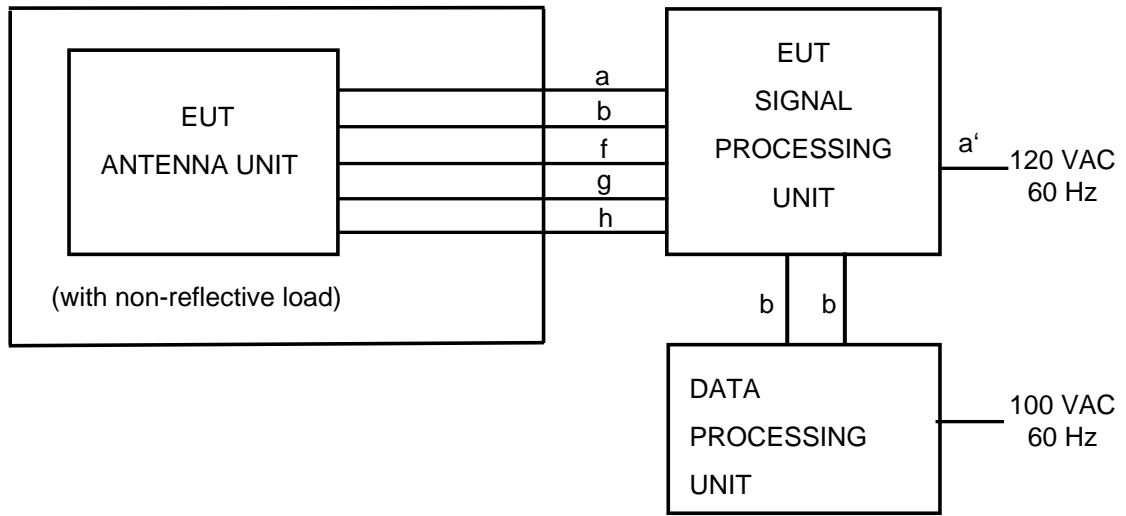 EUT
ANTENNA UNIT
(with non-reflective load)
a
b
f
g
h
EUT
SIGNAL
PROCESSING
UNIT
a‘
120 VAC
60 Hz
b b
DATA
PROCESSING
UNIT
100 VAC
60 Hz